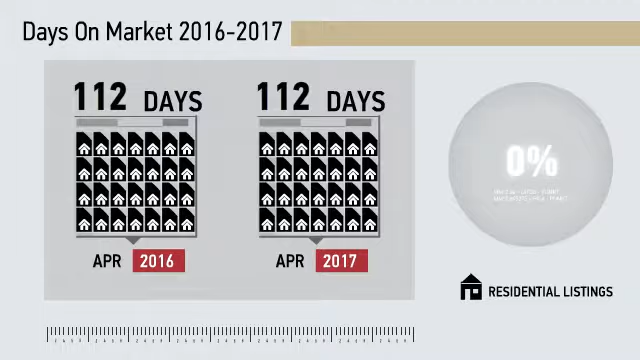 Days On Market 2016-2017
112 DAYS
112 DAYS
0%
APR 2016
APR 2017
RESIDENTIAL LISTINGS